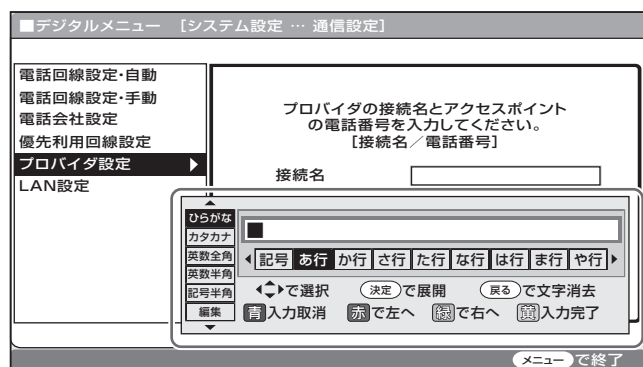 ■デジタルメニュー [システム設定 … 通信設定]
電話回線設定・自動
電話回線設定・手動
電話会社設定
優先利用回線設定
プロバイダ設定
LAN設定
プロバイダの接続名とアクセスポイント
の電話番号を入力してください。
[接続名／電話番号]
接続名
ひらがな
カタカナ
英数全角
英数半角
記号半角
編集
記号 あ行 か行 さ行 た行 な行 は行 ま行 や行
で選択 決定で展開 戻るで文字消去
青入力取消 赤で左へ 緑で右へ 黄入力完了
メニューで終了